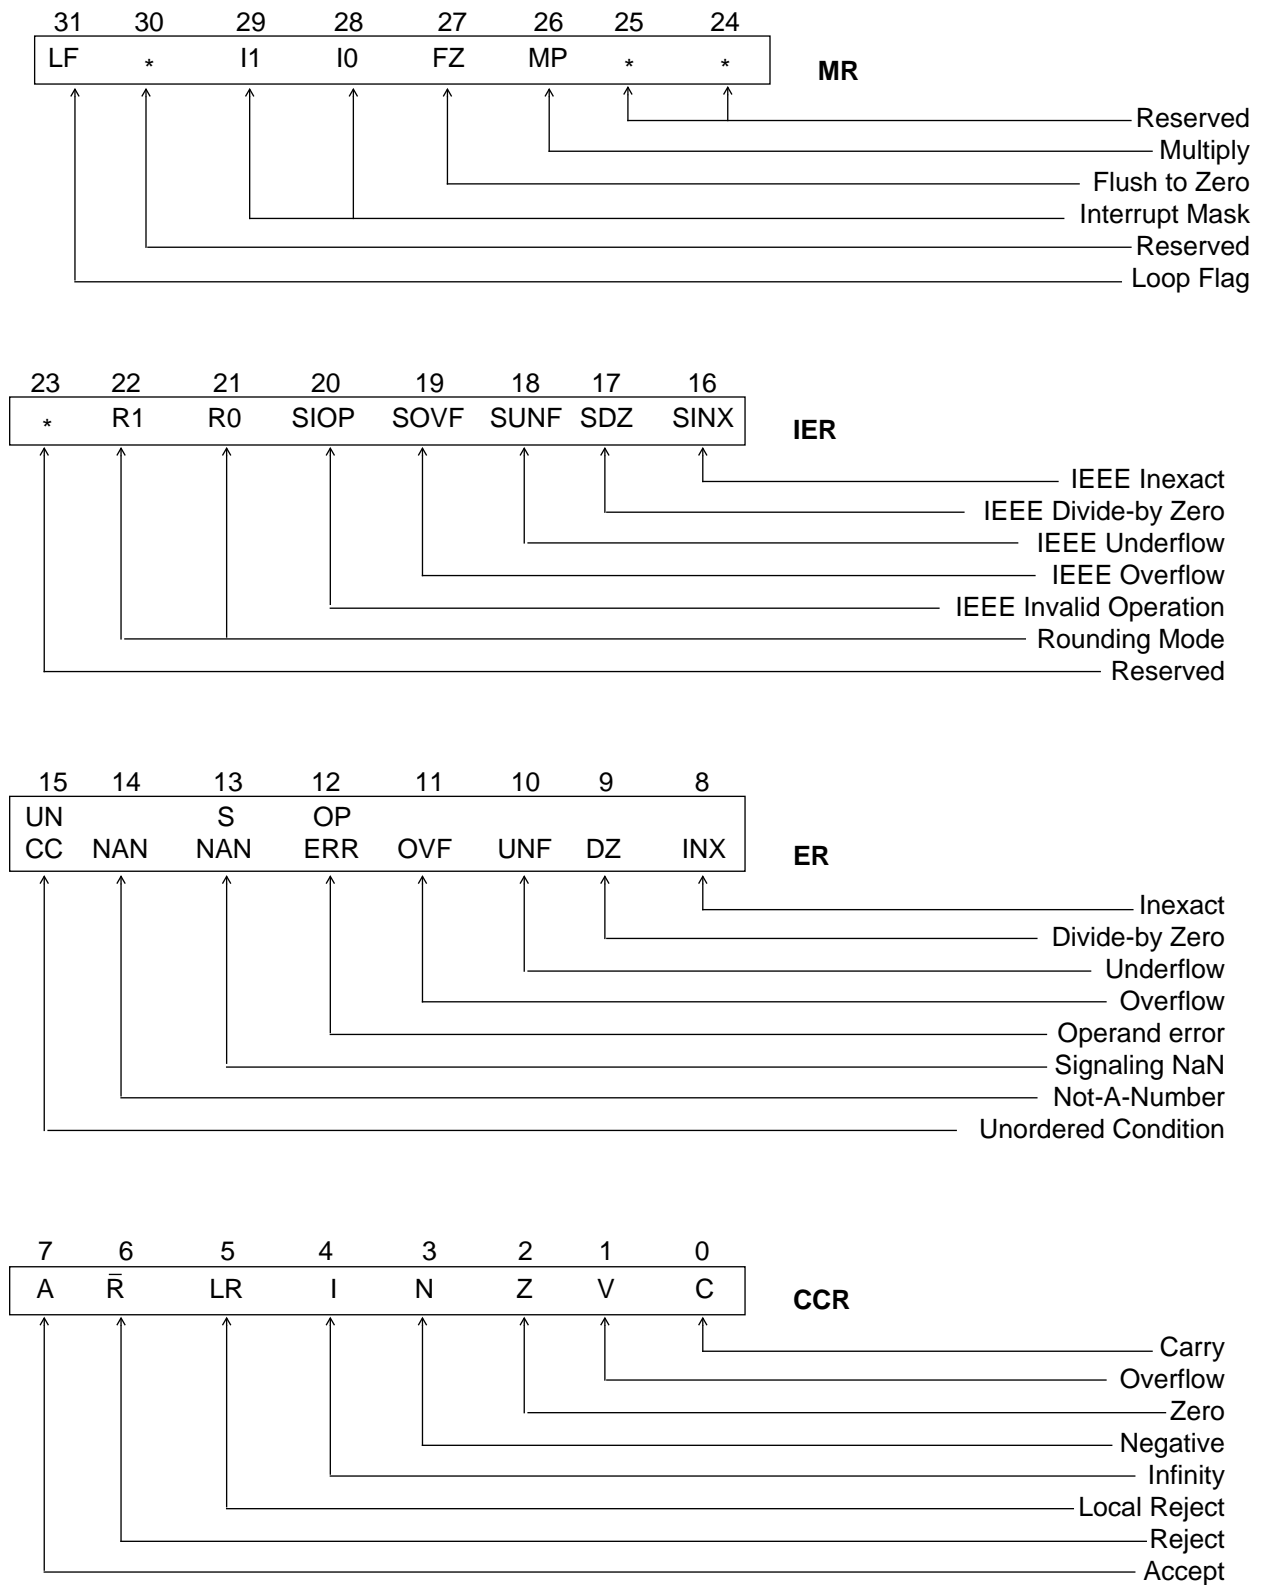 31 30 29 28 27 26 25 24
LF * I1 I0 FZ MP * *
MR
Reserved
Multiply
Flush to Zero
Interrupt Mask
Reserved
Loop Flag
23 22 21 20 19 18 17 16
* R1 R0 SIOP SOVF SUNF SDZ SINX
IER
IEEE Inexact
IEEE Divide-by Zero
IEEE Underflow
IEEE Overflow
IEEE Invalid Operation
Rounding Mode
Reserved
15 14 13 12 11 10 9 8
UN S OP
CC NAN NAN ERR OVF UNF DZ INX
ER
Inexact
Divide-by Zero
Underflow
Overflow
Operand error
Signaling NaN
Not-A-Number
Unordered Condition
7 6 5 4 3 2 1 0
A R̅ LR I N Z V C
CCR
Carry
Overflow
Zero
Negative
Infinity
Local Reject
Reject
Accept